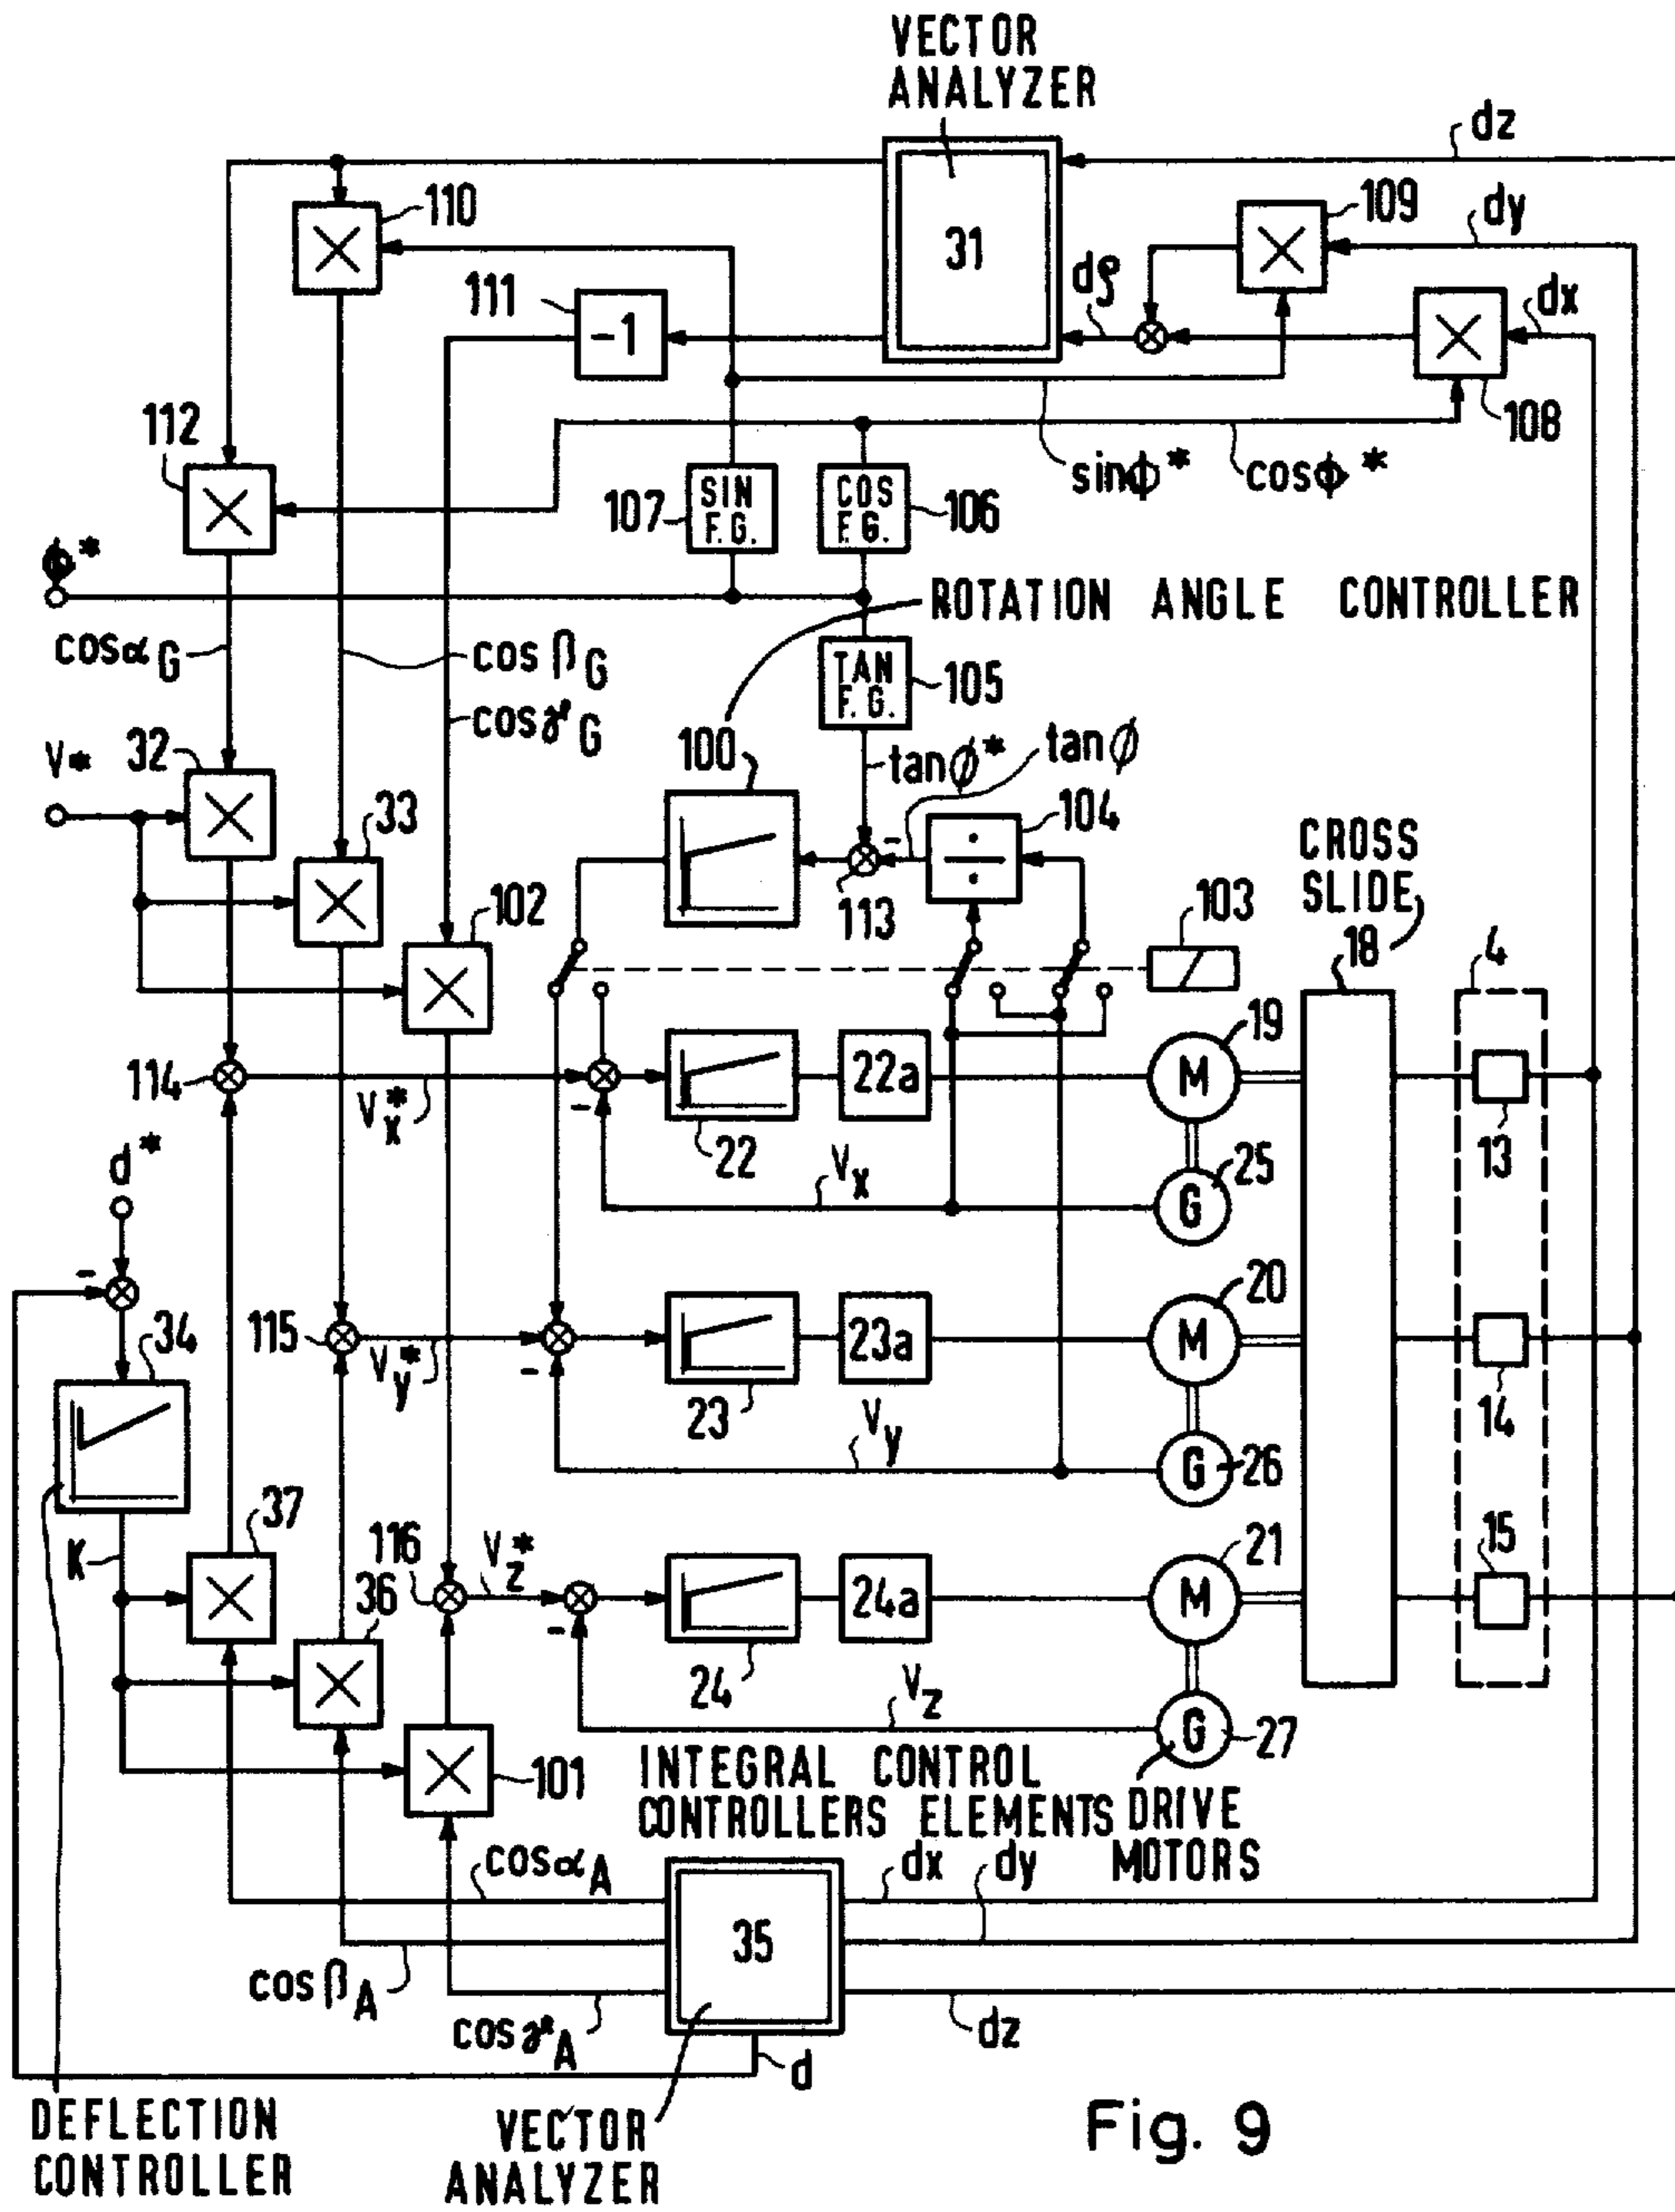 VECTOR
ANALYZER
dz
110
109
dy
31
111
dρ
dx
-1
112
108
sinϕ*
cosϕ*
107
SIN
F.G.
COS
F.G.
106
ϕ*
ROTATION ANGLE CONTROLLER
cosα G
cos β G
TAN
F.G.
105
cosγ G
V*
32
100
tanϕ*
tanϕ
33
104
CROSS
SLIDE
102
113
103
18
4
19
114
M
22a
13
Vx*
22
Vx
25
d*
G
20
34
115
M
23a
Vy*
23
14
Vy
G
26
37
K
116
Vz*
21
15
36
M
24a
24
Vz
G
27
101
INTEGRAL CONTROL
CONTROLLERS ELEMENTS DRIVE
MOTORS
cosα A
dx
dy
35
cos β A
cosγ A
dz
d
DEFLECTION
CONTROLLER
VECTOR
ANALYZER
Fig. 9